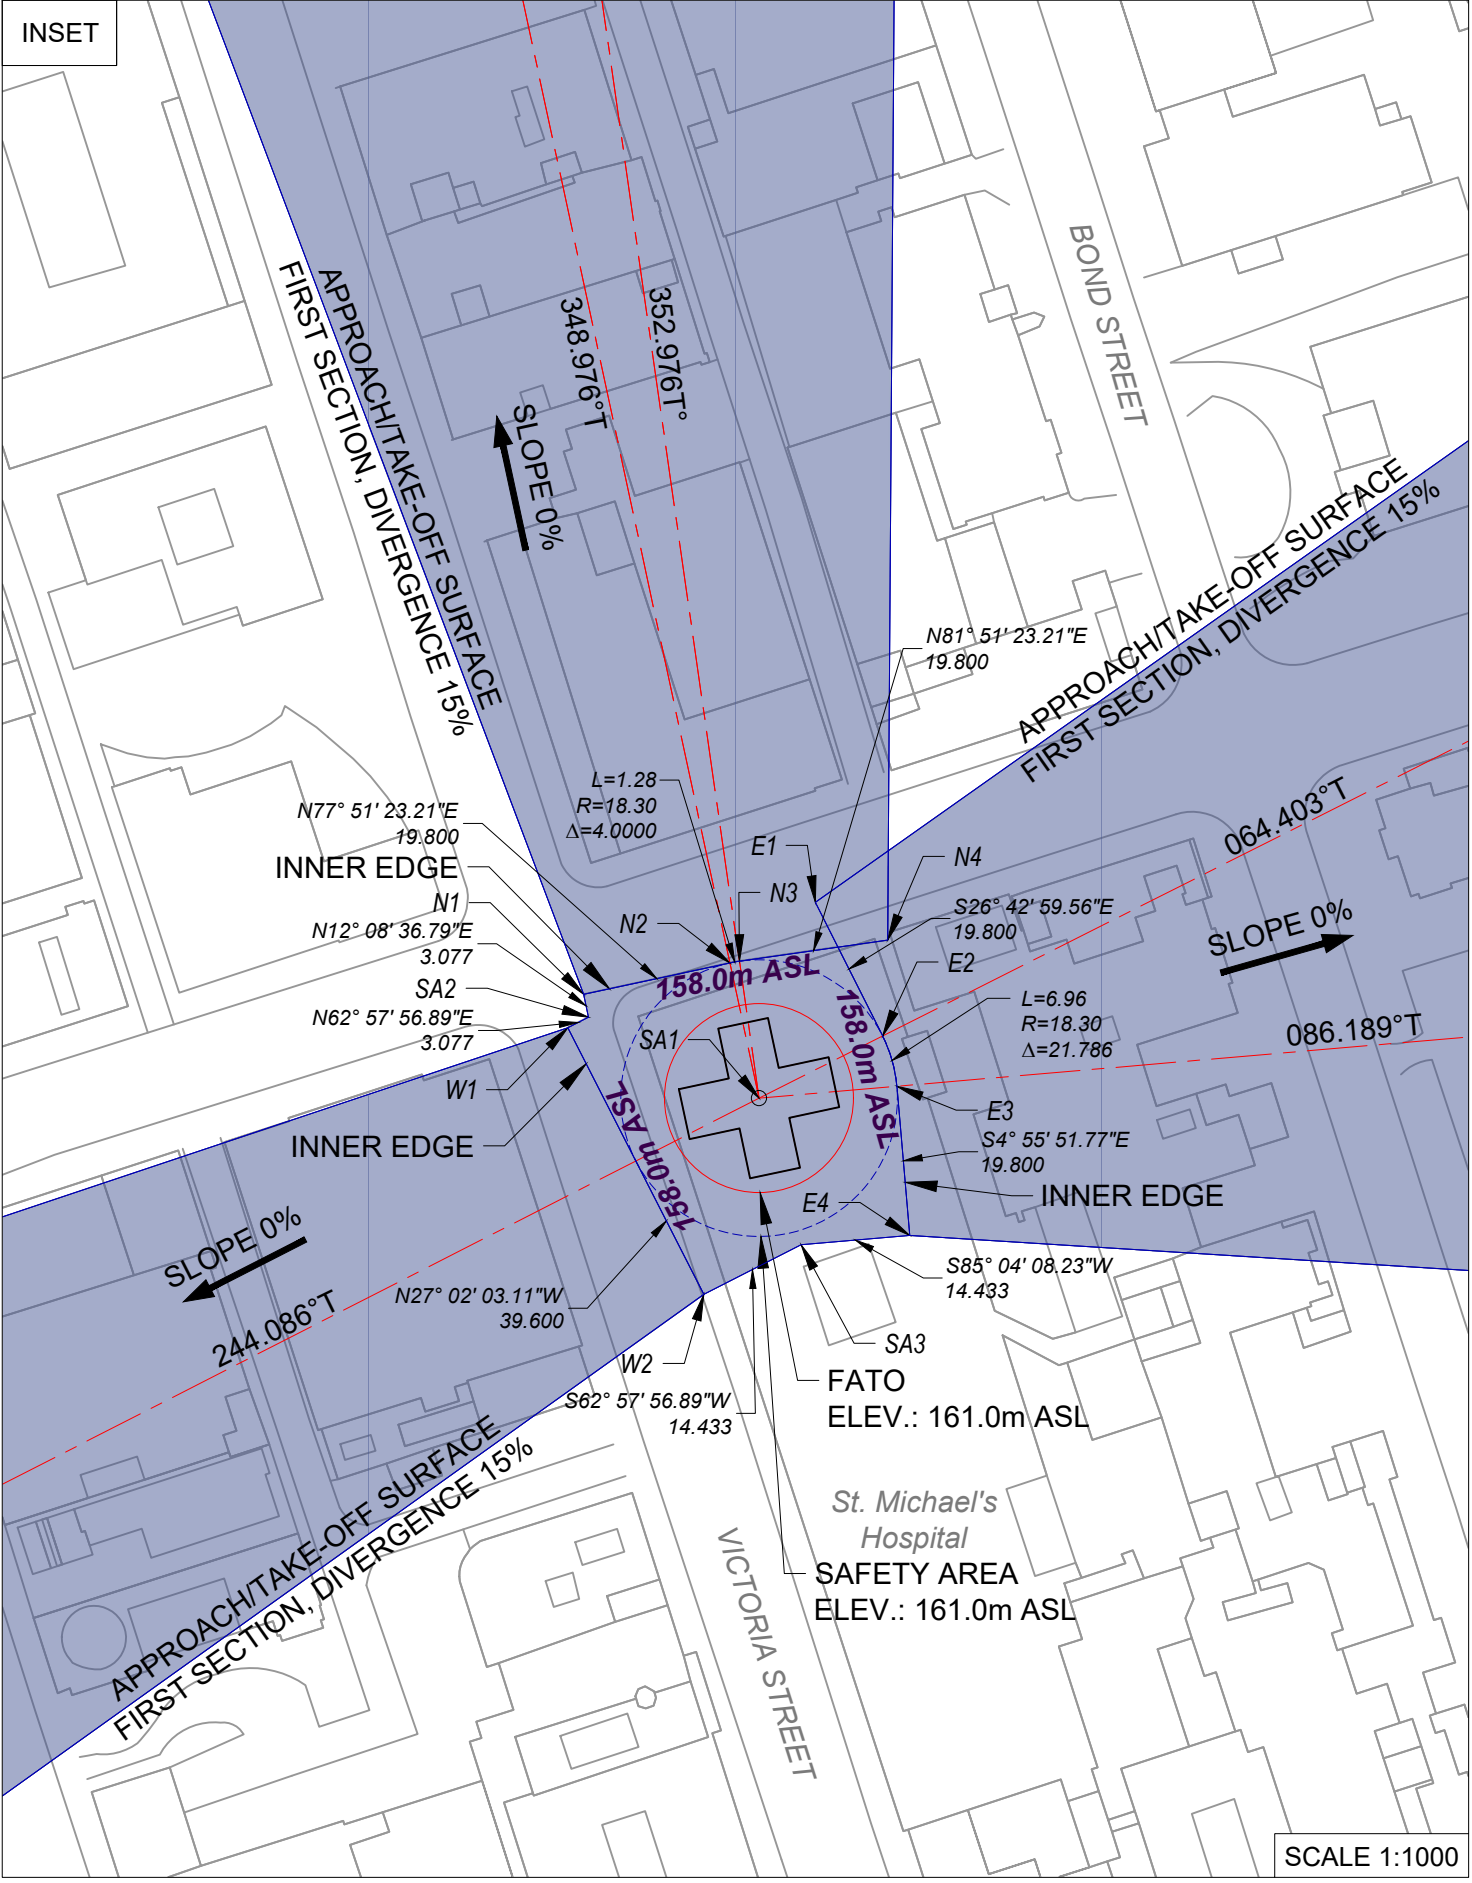 INSET
BOND STREET
348.976°T
352.976T°
APPROACH/TAKE-OFF SURFACE
FIRST SECTION, DIVERGENCE 15%
SLOPE 0%
APPROACH/TAKE-OFF SURFACE
FIRST SECTION, DIVERGENCE 15%
N81° 51' 23.21"E
19.800
L=1.28
R=18.30
Δ=4.0000
N77° 51' 23.21"E
19.800
INNER EDGE
N1
N12° 08' 36.79"E
3.077
SA2
N62° 57' 56.89"E
3.077
W1
INNER EDGE
N2
N3
E1
N4
064.403°T
S26° 42' 59.56"E
19.800
E2
SLOPE 0%
L=6.96
R=18.30
Δ=21.786
086.189°T
158.0m ASL
158.0m ASL
158.0m ASL
SA1
E3
S4° 55' 51.77"E
19.800
INNER EDGE
E4
SLOPE 0%
244.086°T
N27° 02' 03.11"W
39.600
S85° 04' 08.23"W
14.433
SA3
W2
S62° 57' 56.89"W
14.433
FATO
ELEV.: 161.0m ASL
APPROACH/TAKE-OFF SURFACE
FIRST SECTION, DIVERGENCE 15%
St. Michael's
Hospital
SAFETY AREA
ELEV.: 161.0m ASL
VICTORIA STREET
SCALE 1:1000